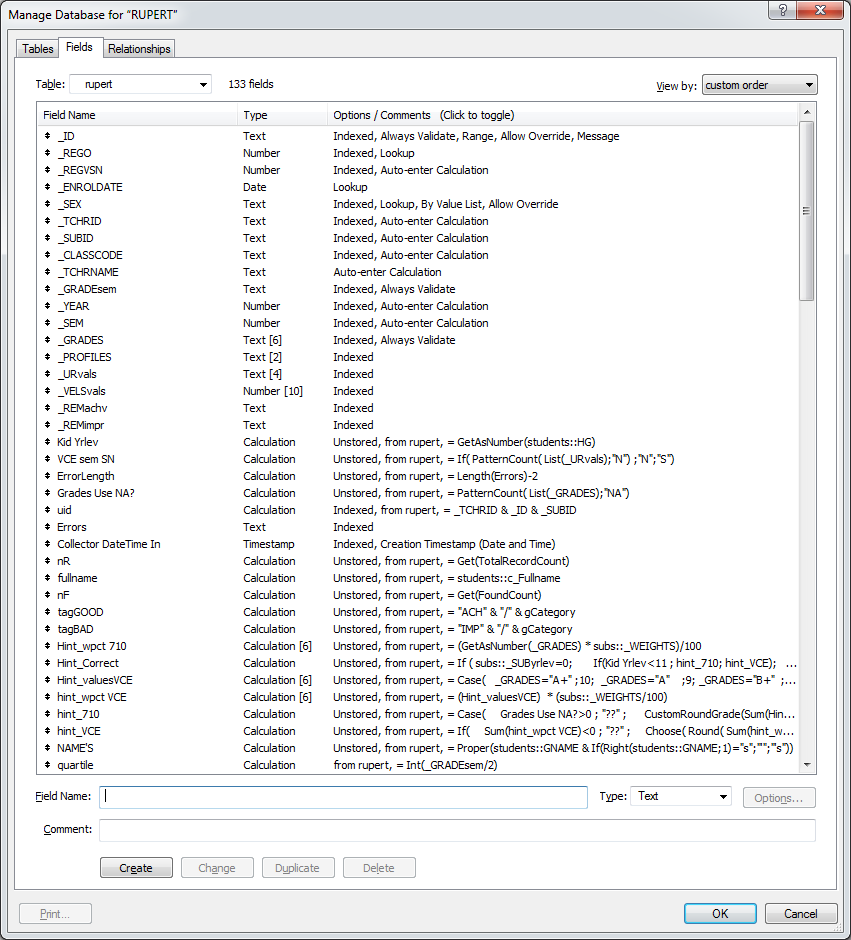 Manage Database for “RUPERT”
Tables Fields Relationships
Table: rupert 133 fields View by: custom order
Field Name Type Options / Comments (Click to toggle)
_ID Text Indexed, Always Validate, Range, Allow Override, Message
_REGO Number Indexed, Lookup
_REGVSN Number Indexed, Auto-enter Calculation
_ENROLDATE Date Lookup
_SEX Text Indexed, Lookup, By Value List, Allow Override
_TCHRID Text Indexed, Auto-enter Calculation
_SUBID Text Indexed, Auto-enter Calculation
_CLASSCODE Text Indexed, Auto-enter Calculation
_TCHRNAME Text Auto-enter Calculation
_GRADEsem Text Indexed, Always Validate
_YEAR Number Indexed, Auto-enter Calculation
_SEM Number Indexed, Auto-enter Calculation
_GRADES Text [6] Indexed, Always Validate
_PROFILES Text [2] Indexed
_URvals Text [4] Indexed
_VELSvals Number [10] Indexed
_REMachv Text Indexed
_REMimpr Text Indexed
Kid Yrlev Calculation Unstored, from rupert, = GetAsNumber(students::HG)
VCE sem SN Calculation Unstored, from rupert, = If( PatternCount( List(_URvals);"N") ;"N";"S")
ErrorLength Calculation Unstored, from rupert, = Length(Errors)-2
Grades Use NA? Calculation Unstored, from rupert, = PatternCount( List(_GRADES);"NA")
uid Calculation Indexed, from rupert, = _TCHRID & _ID & _SUBID
Errors Text Indexed
Collector DateTime In Timestamp Indexed, Creation Timestamp (Date and Time)
nR Calculation Unstored, from rupert, = Get(TotalRecordCount)
fullname Calculation Unstored, from rupert, = students::c_Fullname
nF Calculation Unstored, from rupert, = Get(FoundCount)
tagGOOD Calculation Unstored, from rupert, = "ACH" & "/" & gCategory
tagBAD Calculation Unstored, from rupert, = "IMP" & "/" & gCategory
Hint_wpct 710 Calculation [6] Unstored, from rupert, = (GetAsNumber(_GRADES) * subs::_WEIGHTS)/100
Hint_Correct Calculation Unstored, from rupert, = If ( subs::_SUByrlev=0; If(Kid Yrlev<11 ; hint_710; hint_VCE); ...
Hint_valuesVCE Calculation [6] Unstored, from rupert, = Case( _GRADES="A+" ;10; _GRADES="A" ;9; _GRADES="B+" ;...
hint_wpct VCE Calculation [6] Unstored, from rupert, = (Hint_valuesVCE) * (subs::_WEIGHTS/100)
hint_710 Calculation Unstored, from rupert, = Case( Grades Use NA?>0 ; "??" ; CustomRoundGrade(Sum(Hin...
hint_VCE Calculation Unstored, from rupert, = If( Sum(hint_wpct VCE)<0 ; "??" ; Choose( Round( Sum(hint_w...
NAME'S Calculation Unstored, from rupert, = Proper(students::GNAME & If(Right(students::GNAME;1)="s";"'";"'s"))
quartile Calculation from rupert, = Int(_GRADEsem/2)
Field Name: Type: Text Options...
Comment:
Create Change Duplicate Delete
Print... OK Cancel